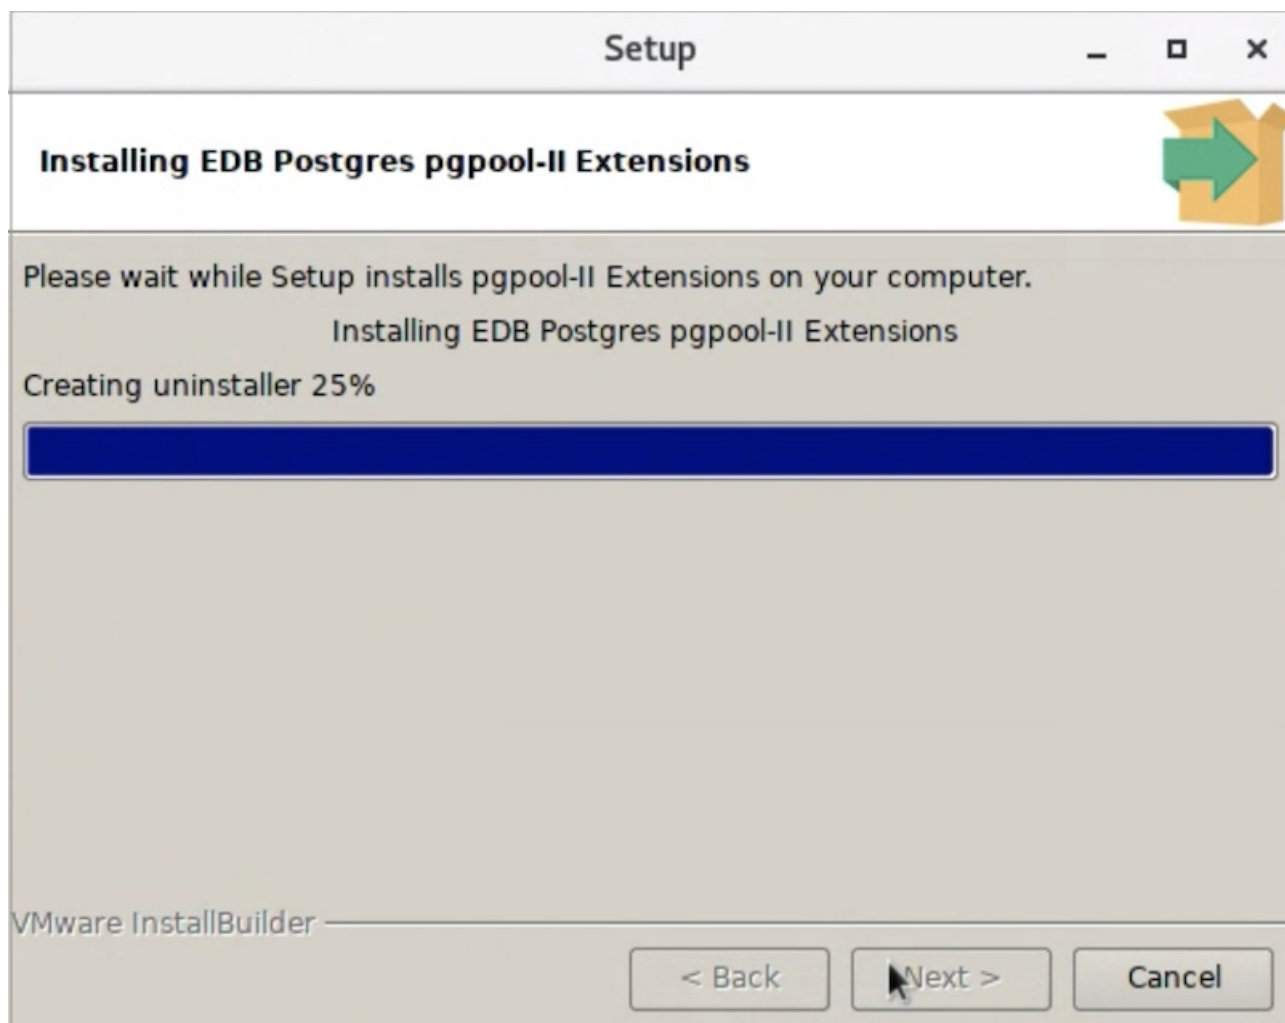 Setup
Installing EDB Postgres pgpool-II Extensions
Please wait while Setup installs pgpool-II Extensions on your computer.
Installing EDB Postgres pgpool-II Extensions
Creating uninstaller 25%
VMware InstallBuilder
< Back Next > Cancel